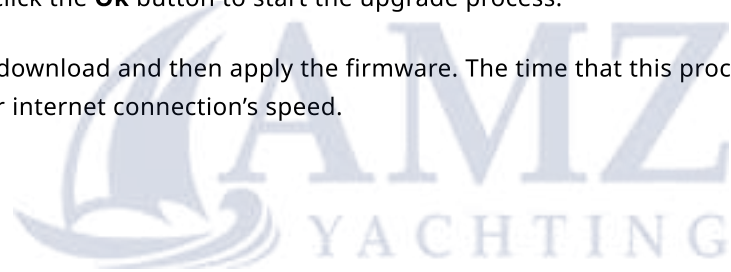 click the OK button to start the upgrade process.
download and then apply the firmware. The time that this proc
r internet connection's speed.
AMZ
YACHTING